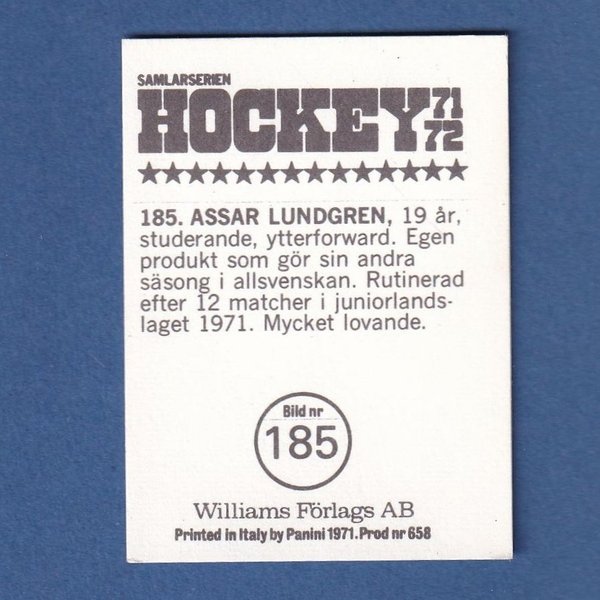 SAMLARSERIEN
HOCKEY 71 72
185. ASSAR LUNDGREN, 19 år,
studerande, ytterforward. Egen
produkt som gör sin andra
säsong i allsvenskan. Rutinerad
efter 12 matcher i juniorlands-
laget 1971. Mycket lovande.
Bild nr
185
Williams Förlags AB
Printed in Italy by Panini 1971. Prod nr 658